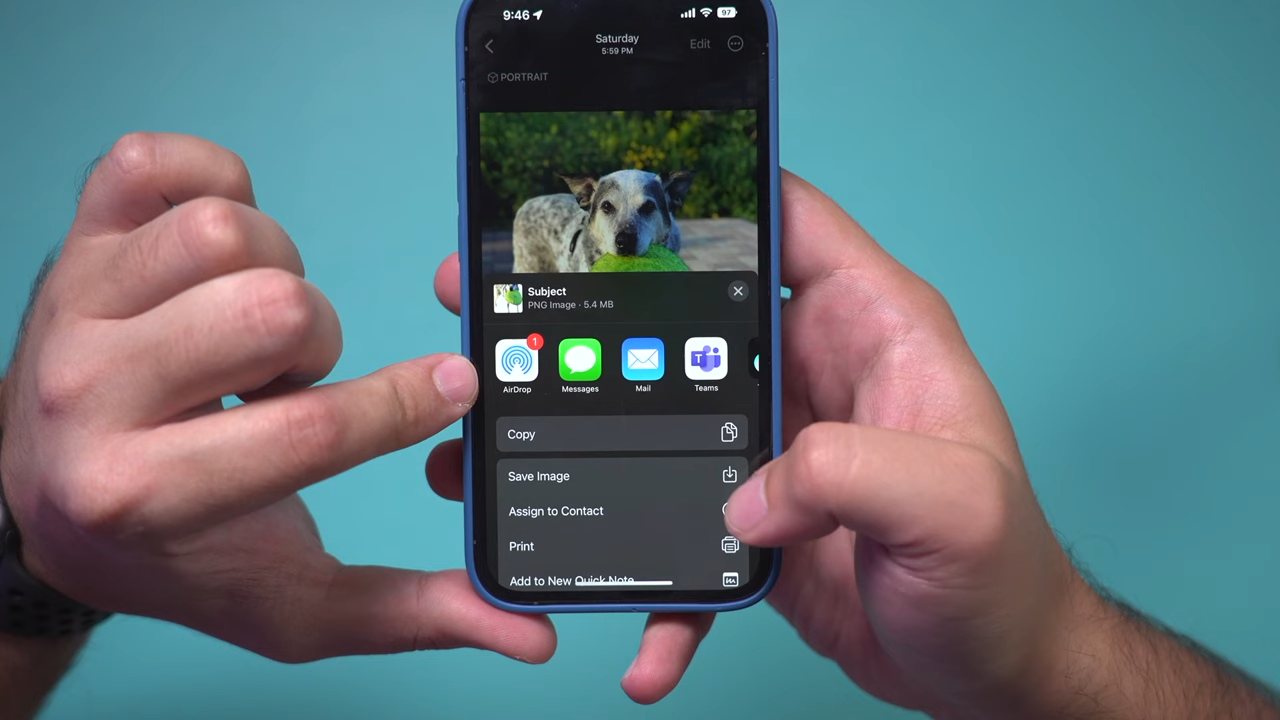 9:46
97
Saturday
5:59 PM
Edit
PORTRAIT
Subject
PNG Image · 5.4 MB
1
AirDrop
Messages
Mail
T
Teams
Copy
Save Image
Assign to Contact
Print
Add to New Quick Note